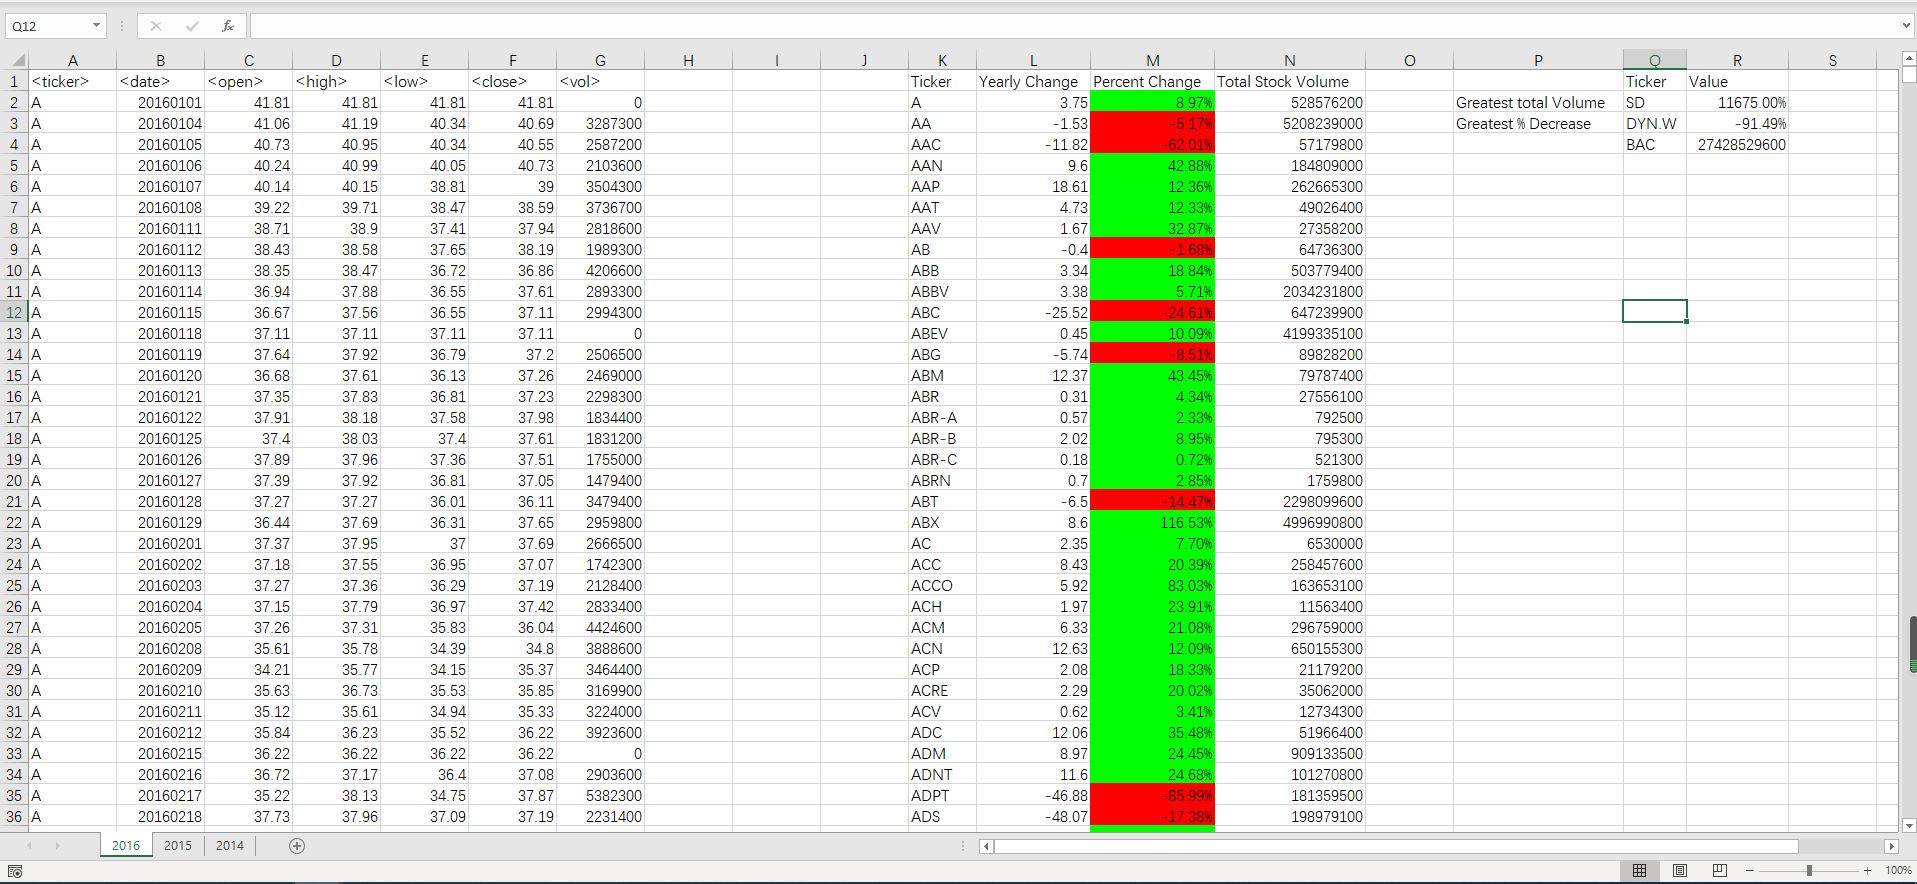 Q12
fx
A B C D E F G H I J K L M N O P Q R S
1 <ticker> <date> <open> <high> <low> <close> <vol> Ticker Yearly Change Percent Change Total Stock Volume Ticker Value
2 A 20160101 41.81 41.81 41.81 41.81 0 A 3.75 8.97% 528576200 Greatest total Volume SD 11675.00%
3 A 20160104 41.06 41.19 40.34 40.69 3287300 AA -1.53 -5.17% 5208239000 Greatest % Decrease DYN.W -91.49%
4 A 20160105 40.73 40.95 40.34 40.55 2587200 AAC -11.82 -62.01% 57179800 BAC 27428529600
5 A 20160106 40.24 40.99 40.05 40.73 2103600 AAN 9.6 42.88% 184809000
6 A 20160107 40.14 40.15 38.81 39 3504300 AAP 18.61 12.36% 262665300
7 A 20160108 39.22 39.71 38.47 38.59 3736700 AAT 4.73 12.33% 49026400
8 A 20160111 38.71 38.9 37.41 37.94 2818600 AAV 1.67 32.87% 27358200
9 A 20160112 38.43 38.58 37.65 38.19 1989300 AB -0.4 -1.68% 64736300
10 A 20160113 38.35 38.47 36.72 36.86 4206600 ABB 3.34 18.84% 503779400
11 A 20160114 36.94 37.88 36.55 37.61 2893300 ABBV 3.38 5.71% 2034231800
12 A 20160115 36.67 37.56 36.55 37.11 2994300 ABC -25.52 -24.61% 647239900
13 A 20160118 37.11 37.11 37.11 37.11 0 ABEV 0.45 10.09% 4199335100
14 A 20160119 37.64 37.92 36.79 37.2 2506500 ABG -5.74 -8.51% 89828200
15 A 20160120 36.68 37.61 36.13 37.26 2469000 ABM 12.37 43.45% 79787400
16 A 20160121 37.35 37.83 36.81 37.23 2298300 ABR 0.31 4.34% 27556100
17 A 20160122 37.91 38.18 37.58 37.98 1834400 ABR-A 0.57 2.33% 792500
18 A 20160125 37.4 38.03 37.4 37.61 1831200 ABR-B 2.02 8.95% 795300
19 A 20160126 37.89 37.96 37.36 37.51 1755000 ABR-C 0.18 0.72% 521300
20 A 20160127 37.39 37.92 36.81 37.05 1479400 ABRN 0.7 2.85% 1759800
21 A 20160128 37.27 37.27 36.01 36.11 3479400 ABT -6.5 -14.47% 2298099600
22 A 20160129 36.44 37.69 36.31 37.65 2959800 ABX 8.6 116.53% 4996990800
23 A 20160201 37.37 37.95 37 37.69 2666500 AC 2.35 7.70% 6530000
24 A 20160202 37.18 37.55 36.95 37.07 1742300 ACC 8.43 20.39% 258457600
25 A 20160203 37.27 37.36 36.29 37.19 2128400 ACCO 5.92 83.03% 163653100
26 A 20160204 37.15 37.79 36.97 37.42 2833400 ACH 1.97 23.91% 11563400
27 A 20160205 37.26 37.31 35.83 36.04 4424600 ACM 6.33 21.08% 296759000
28 A 20160208 35.61 35.78 34.39 34.8 3888600 ACN 12.63 12.09% 650155300
29 A 20160209 34.21 35.77 34.15 35.37 3464400 ACP 2.08 18.33% 21179200
30 A 20160210 35.63 36.73 35.53 35.85 3169900 ACRE 2.29 20.02% 35062000
31 A 20160211 35.12 35.61 34.94 35.33 3224000 ACV 0.62 3.41% 12734300
32 A 20160212 35.84 36.23 35.52 36.22 3923600 ADC 12.06 35.48% 51966400
33 A 20160215 36.22 36.22 36.22 36.22 0 ADM 8.97 24.45% 909133500
34 A 20160216 36.72 37.17 36.4 37.08 2903600 ADNT 11.6 24.68% 101270800
35 A 20160217 35.22 38.13 34.75 37.87 5382300 ADPT -46.88 -85.99% 181359500
36 A 20160218 37.73 37.96 37.09 37.19 2231400 ADS -48.07 -17.38% 198979100
2016 2015 2014
100%